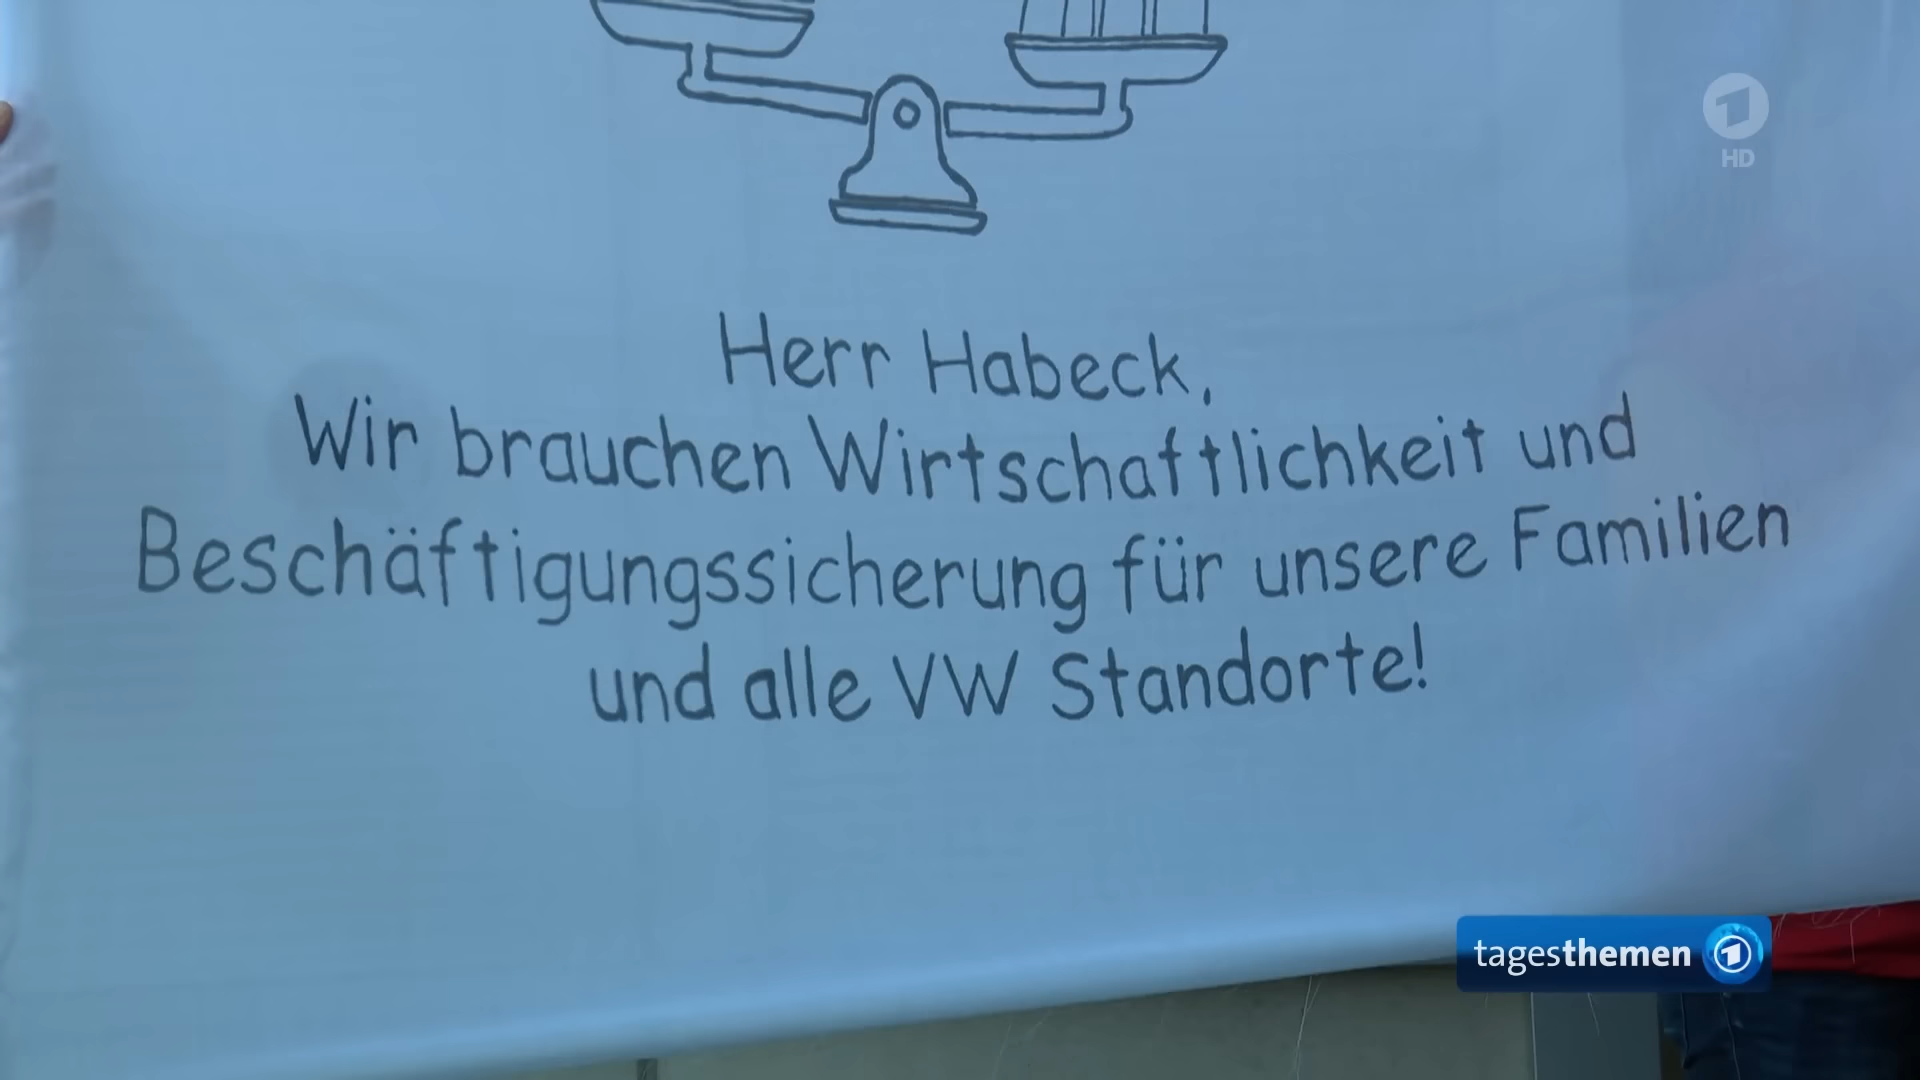 HD
Herr Habeck,
Wir brauchen Wirtschaftlichkeit und
Beschäftigungssicherung für unsere Familien
und alle VW Standorte!
tagesthemen